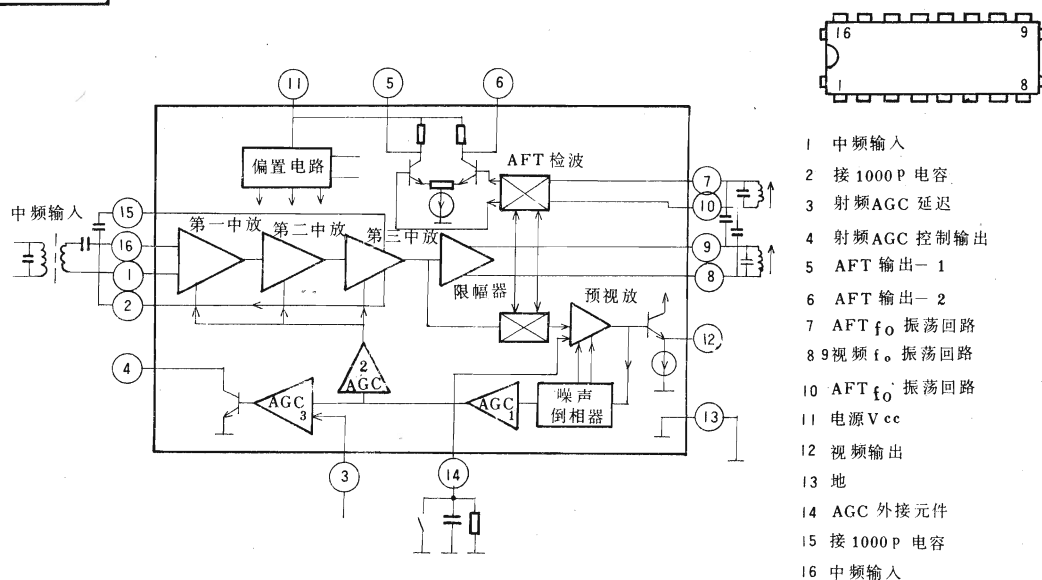 16 9
1 8
11
5
6
偏置电路
AFT检波
7
10
中频输入
15
第一中放
第二中放
第三中放
16
9
1
8
限幅器
预视放
2
12
4
2
AGC
AGC
3
AGC
1
噪声
倒相器
13
3
14
1 中频输入
2 接1000P电容
3 射频AGC延迟
4 射频AGC控制输出
5 AFT输出-1
6 AFT输出-2
7 AFT fo 振荡回路
8 9视频fo 振荡回路
10 AFT fo 振荡回路
11 电源Vcc
12 视频输出
13 地
14 AGC 外接元件
15 接1000P 电容
16 中频输入